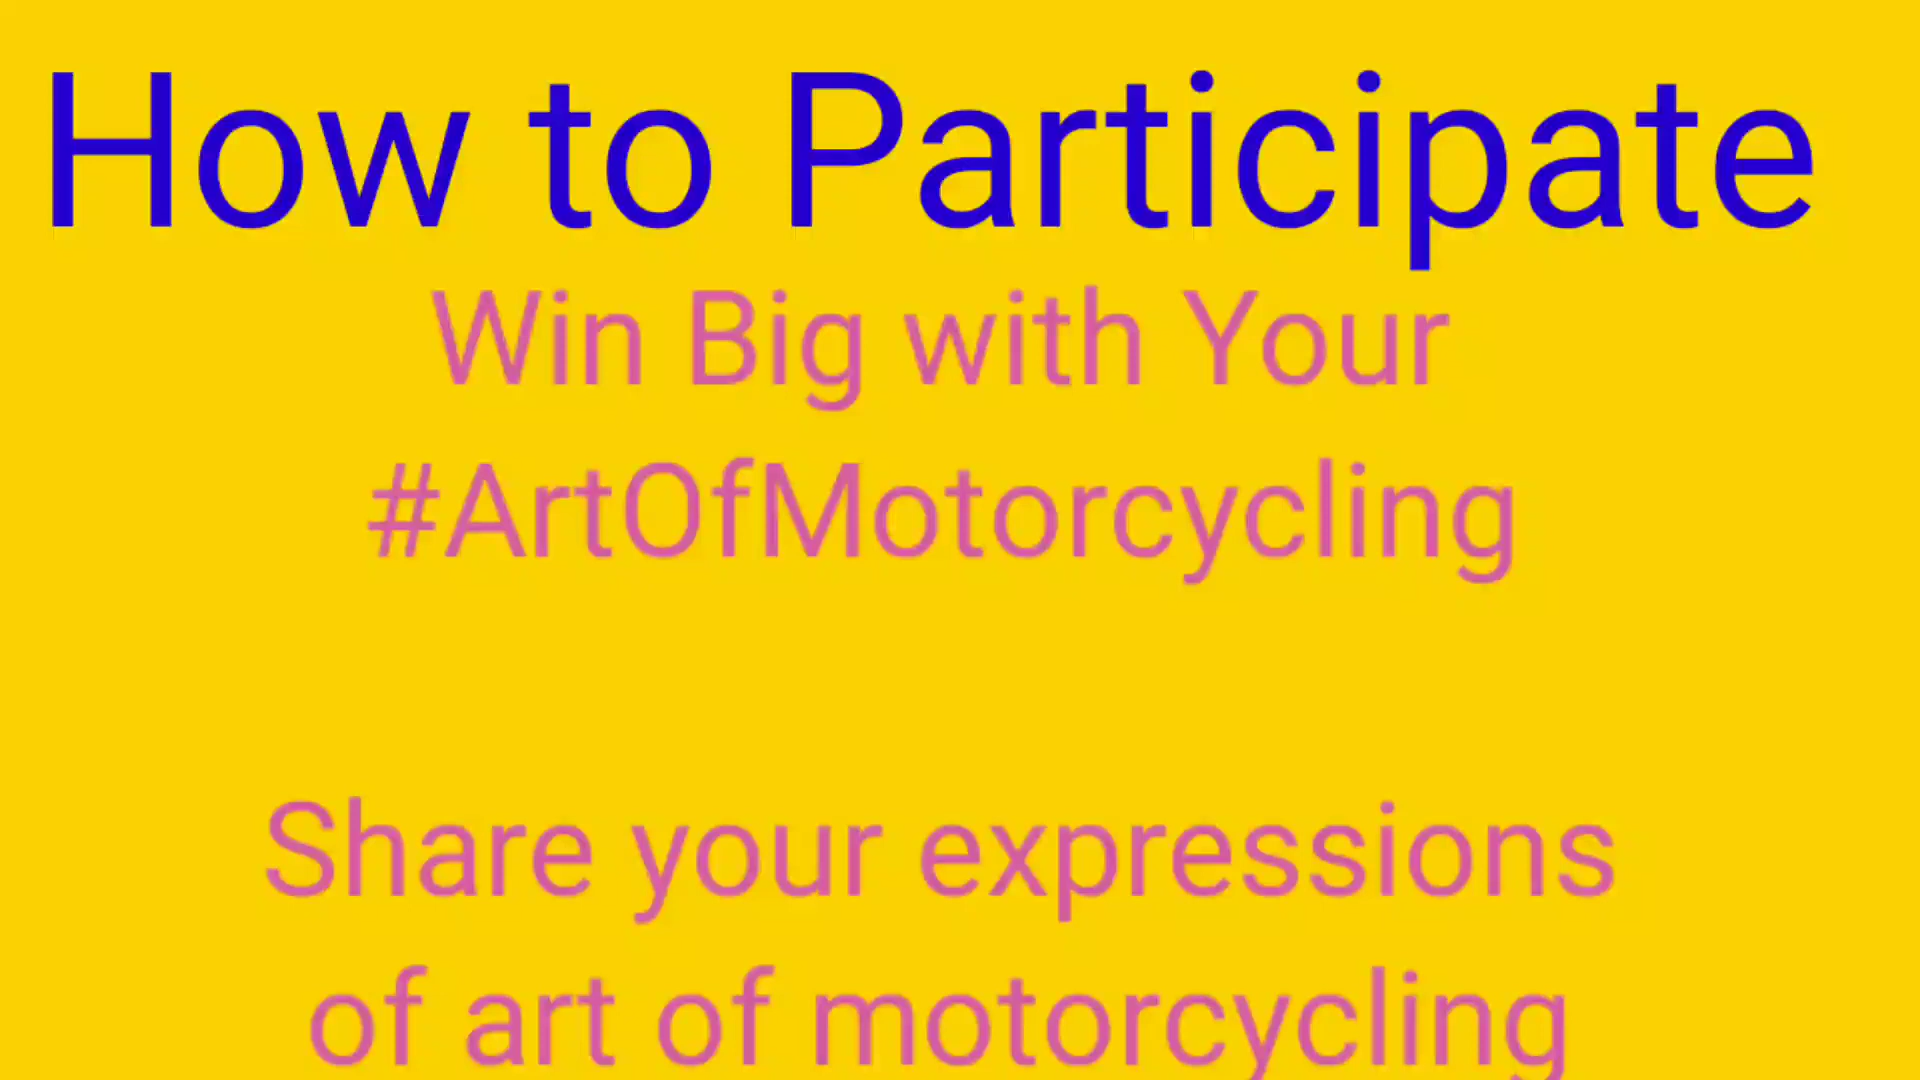 How to Participate
Win Big with Your
#ArtOfMotorcycling
Share your expressions
of art of motorcycling